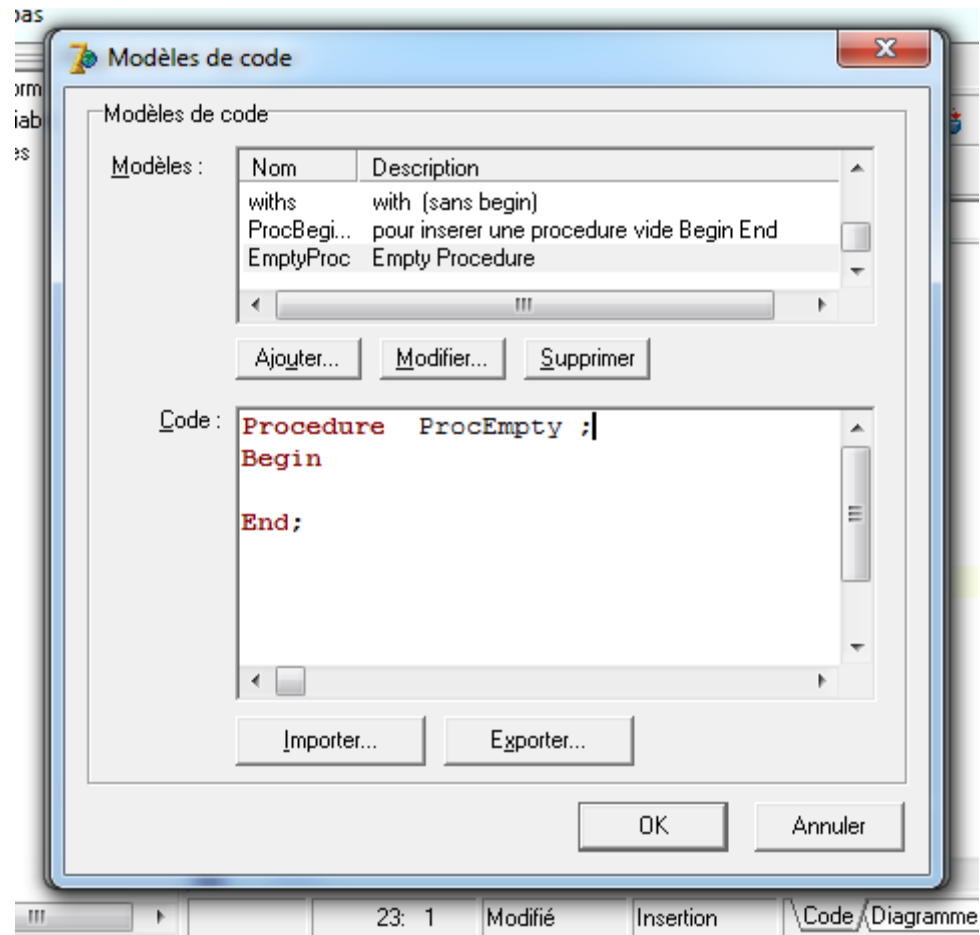 pas
Modèles de code
Modèles de code
Modèles :
Nom Description
withs with (sans begin)
ProcBegi... pour inserer une procedure vide Begin End
EmptyProc Empty Procedure
Ajouter... Modifier... Supprimer
Code :
Procedure ProcEmpty ;
Begin
End;
Importer... Exporter...
OK Annuler
23: 1 Modifié Insertion Code Diagramme